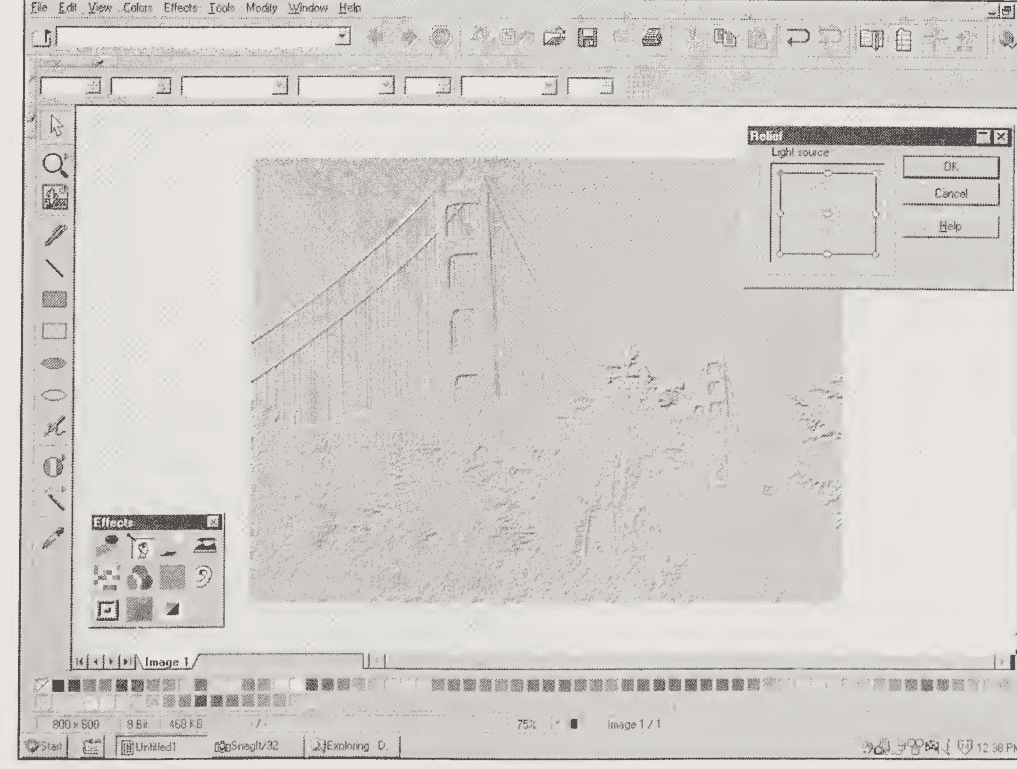 File Edit View Colors Effects Tools Modify Window Help
Relief
Light source
OK
Cancel
Help
Effects
Image 1
800 x 600 8 Bit 468 KB -/- 75% Image 1 / 1
Start Untitled1 SnagIt/32 Exploring D. 12:38 PM